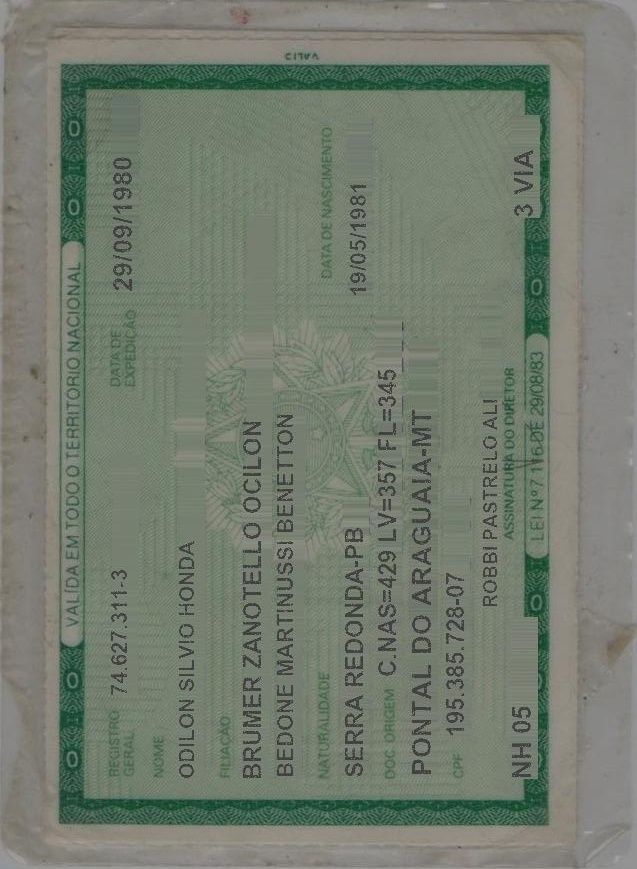 VALIDA EM TODO O TERRITÓRIO NACIONAL
REGISTRO GERAL 74.627.311-3 DATA DE EXPEDIÇÃO 29/09/1980
NOME
ODILON SILVIO HONDA
FILIAÇÃO
BRUMER ZANOTELLO OCILON
BEDONE MARTINUSSI BENETTON
NATURALIDADE DATA DE NASCIMENTO
SERRA REDONDA-PB 19/05/1981
DOC ORIGEM C.NAS=429 LV=357 FL=345
PONTAL DO ARAGUAIA-MT
CPF 195.385.728-07
ROBBI PASTRELO ALI
NH 05 ASSINATURA DO DIRETOR 3 VIA
LEI Nº 7.116 DE 29/08/83